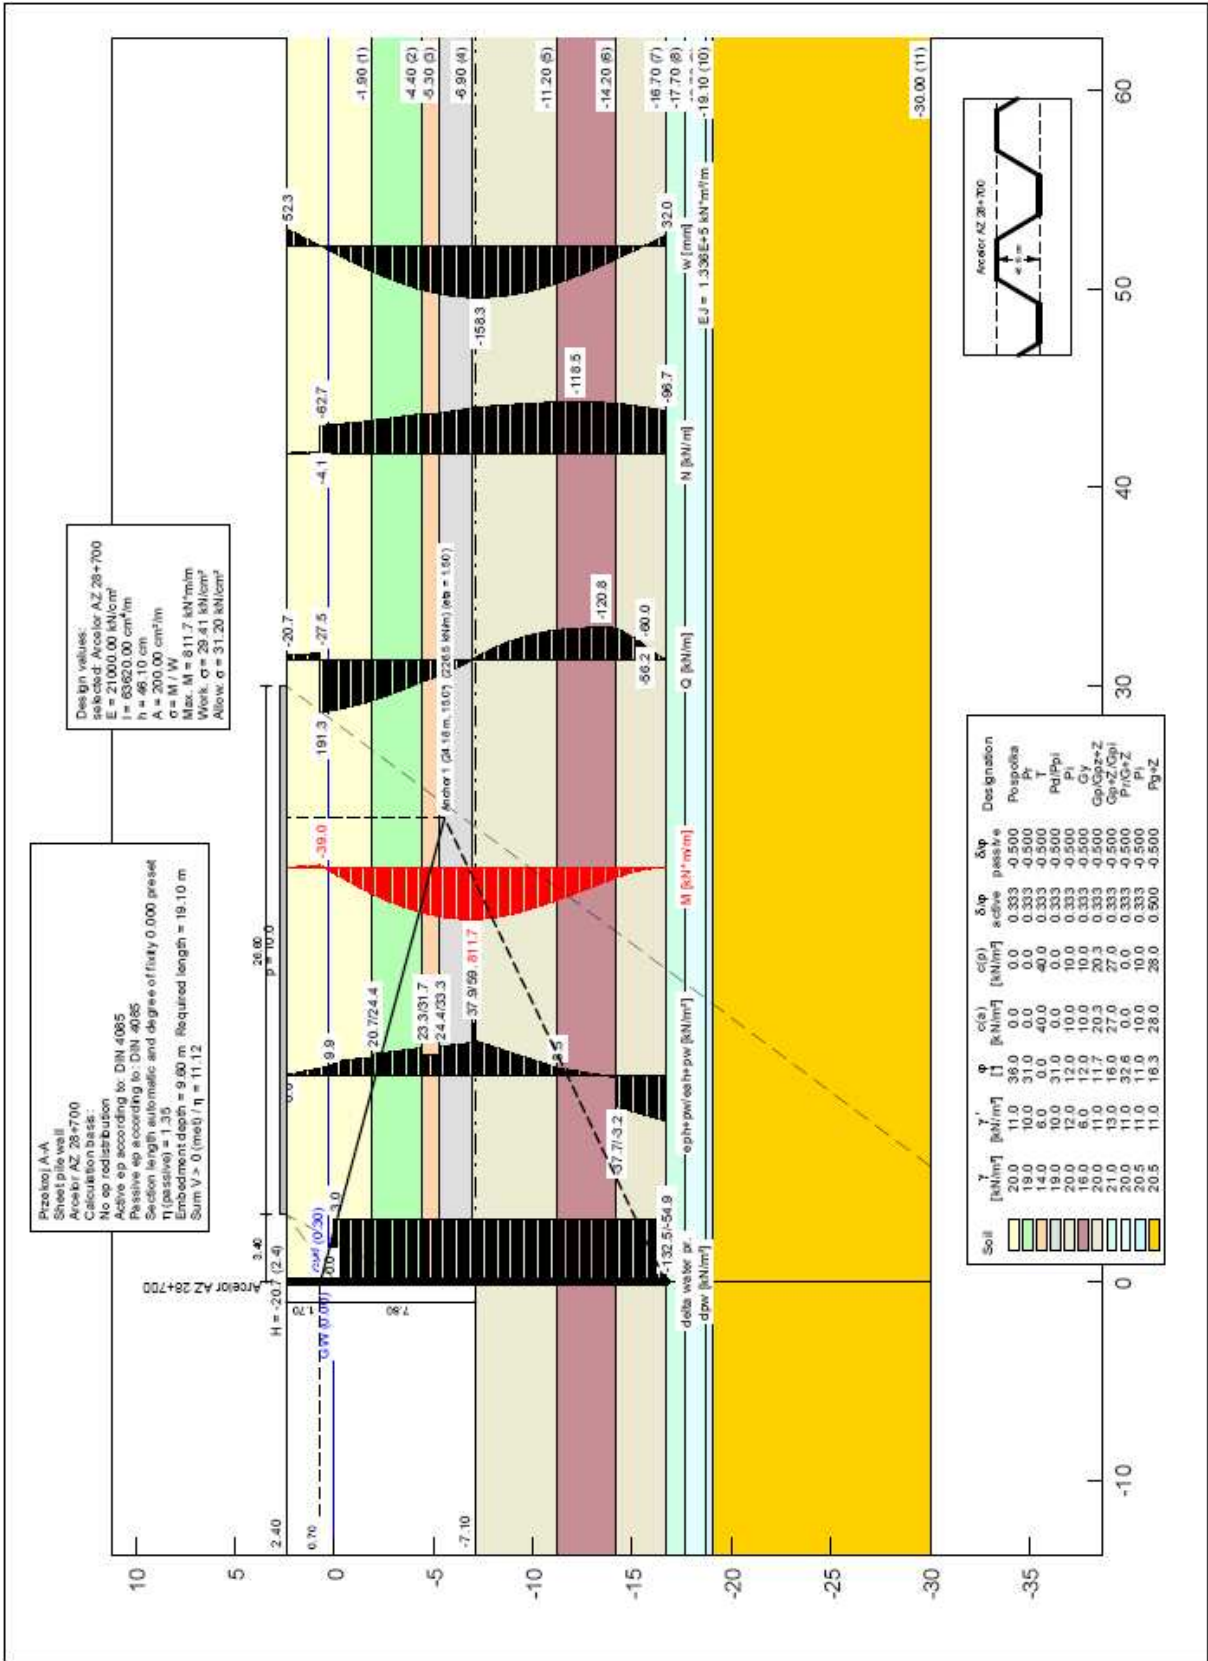 Przekroj A-A
Sheet pile wall
Arcelor AZ 28+700
Calculation basis:
No ep redistribution
Active ep according to: DIN 4085
Passive ep according to: DIN 4085
Section length automatic and degree of fixity 0.000 preset
η (passive) = 1.35
Embedment depth = 9.60 m Required length = 19.10 m
Sum V > 0 ((met) / η = 11.12
Design values:
selected: Arcelor AZ 28+700
E = 21000.00 kN/cm²
I = 63620.00 cm⁴/m
h = 46.10 cm
A = 200.00 cm²/m
σ = M / W
Max. M = 811.7 kN*m/m
Work. σ = 29.41 kN/cm²
Allow. σ = 31.20 kN/cm²
10
5
0
-5
-10
-15
-20
-25
-30
-35
2.40
0.70
-7.10
H = -20.7 (2.4)
1.70
7.80
Arcelor AZ 28+700
GW (0.00)
(0.30)
3.40
26.60
p = 10.0
0.0
3.0
-132.5/-54.9
delta water pr.
dpw [kN/m²]
0.0
9.9
20.7/24.4
23.3/31.7
24.4/33.3
37.9/59.
-37.7/-3.2
eph+pw/eah+pw [kN/m²]
-39.0
811.7
M [kN*m/m]
Anchor 1 (24.18 m, 15.0°) (226.5 kN/m) (eta = 1.50)
-20.7
-27.5
191.3
-120.8
-60.0
-56.2
Q [kN/m]
-4.1
-62.7
-118.5
-96.7
N [kN/m]
52.3
-158.3
32.0
w [mm]
EJ = 1.336E+5 kN*m²/m
-1.90 (1)
-4.40 (2)
-5.30 (3)
-6.90 (4)
-11.20 (5)
-14.20 (6)
-16.70 (7)
-17.70 (8)
-19.10 (10)
-30.00 (11)
-10
0
30
40
50
60
Soil γ γ' φ c(a) c(p) δ/φ δ/φ Designation
[kN/m³] [kN/m³] [°] [kN/m²] [kN/m²] active passive
20.0 11.0 36.0 0.0 0.0 0.333 -0.500 Pospolka
19.0 10.0 31.0 0.0 0.0 0.333 -0.500 Pr
14.0 6.0 0.0 40.0 40.0 0.333 -0.500 T
19.0 10.0 31.0 0.0 0.0 0.333 -0.500 Pd/Ppi
20.0 12.0 12.0 10.0 10.0 0.333 -0.500 Pi
16.0 6.0 12.0 10.0 10.0 0.333 -0.500 Gy
20.0 11.0 11.7 20.3 20.3 0.333 -0.500 Gp/Gpz+Z
21.0 13.0 16.0 27.0 27.0 0.333 -0.500 Gp+Z/Gpi
20.0 11.0 32.6 0.0 0.0 0.333 -0.500 Pr/G+Z
20.5 11.0 11.0 10.0 10.0 0.333 -0.500 Pi
20.5 11.0 16.3 28.0 28.0 0.500 -0.500 Pg+Z
Arcelor AZ 28+700